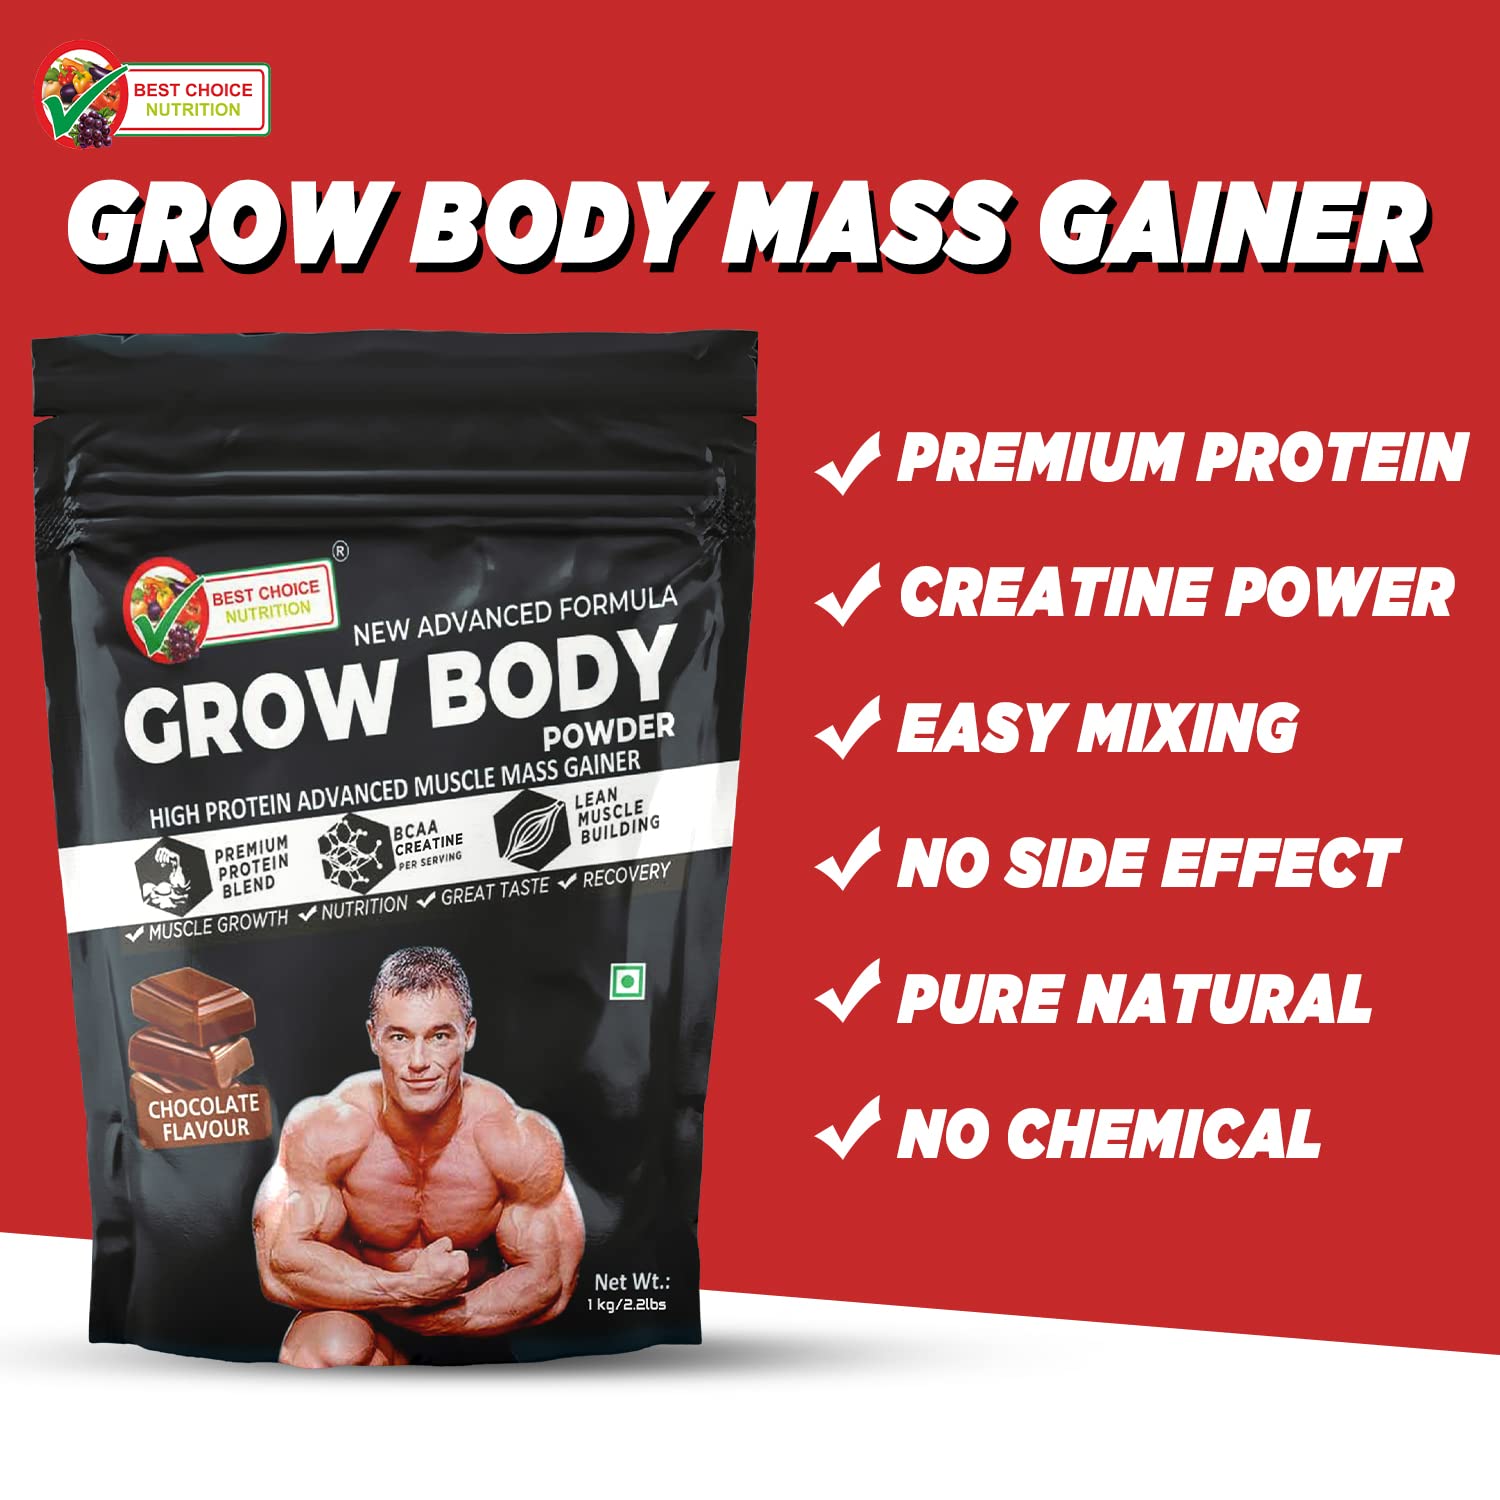 BEST CHOICE
NUTRITION
GROW BODY MASS GAINER
BEST CHOICE
NUTRITION
®
NEW ADVANCED FORMULA
GROW BODY
POWDER
HIGH PROTEIN ADVANCED MUSCLE MASS GAINER
PREMIUM
PROTEIN
BLEND
BCAA
CREATINE
PER SERVING
LEAN
MUSCLE
BUILDING
MUSCLE GROWTH NUTRITION GREAT TASTE RECOVERY
CHOCOLATE
FLAVOUR
Net Wt.:
1 kg/2.2lbs
PREMIUM PROTEIN
CREATINE POWER
EASY MIXING
NO SIDE EFFECT
PURE NATURAL
NO CHEMICAL